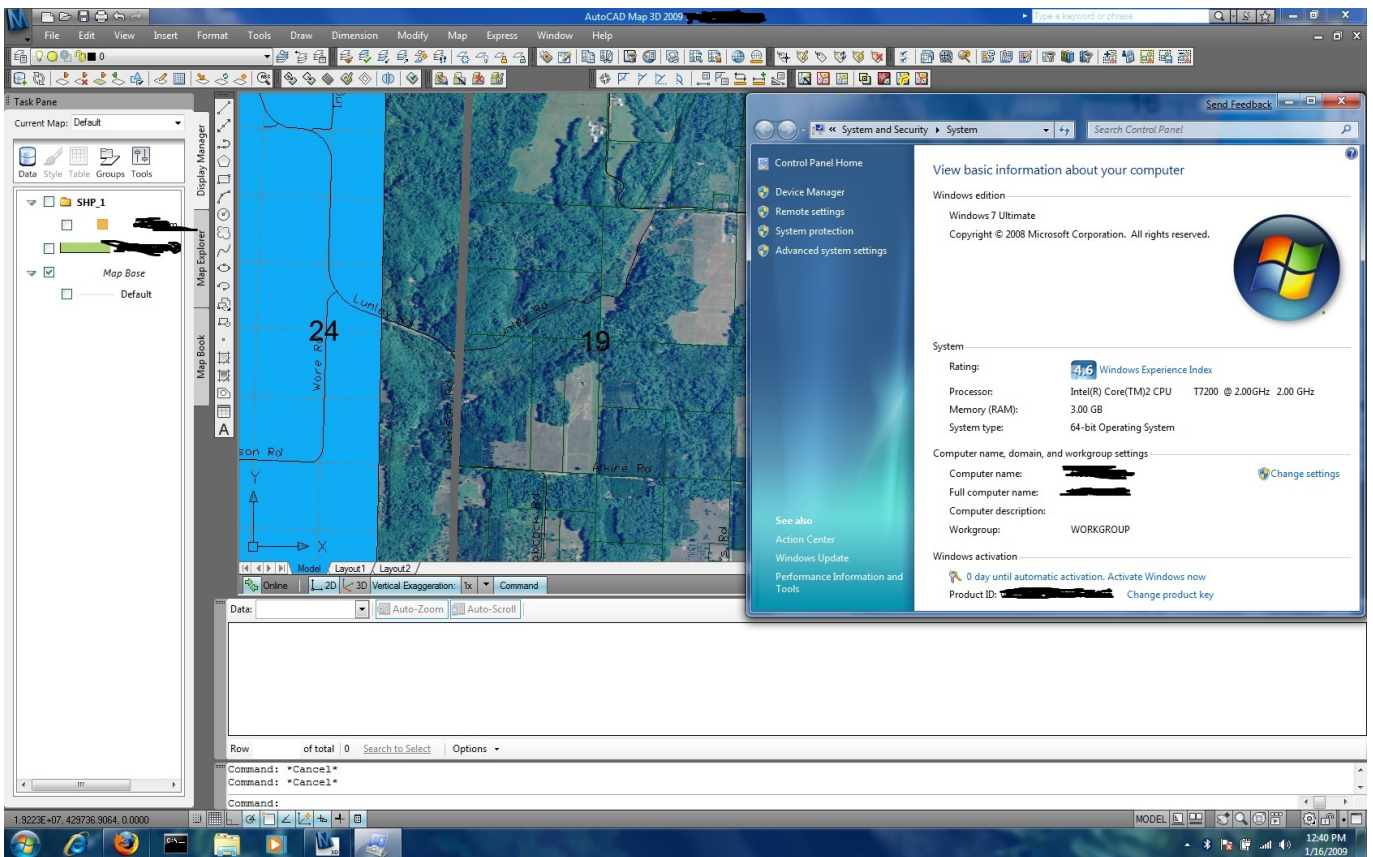 AutoCAD Map 3D 2009
Type a keyword or phrase
File Edit View Insert Format Tools Draw Dimension Modify Map Express Window Help
0
Task Pane
Current Map: Default
Data Style Table Groups Tools
SHP_1
Map Base
Default
Display Manager
Map Explorer
Map Book
A
Lumley Rd
Lumley Rd
24
19
Ware Rd
son Rd
Alkire Rd
Y
X
Model Layout1 Layout2
Online 2D 3D Vertical Exaggeration: 1x Command
Data: Auto-Zoom Auto-Scroll
Row of total 0 Search to Select Options
Command: *Cancel*
Command: *Cancel*
Command:
1.9223E+07, 429736.9064, 0.0000
MODEL
Send Feedback
« System and Security System
Search Control Panel
Control Panel Home
Device Manager
Remote settings
System protection
Advanced system settings
See also
Action Center
Windows Update
Performance Information and
Tools
View basic information about your computer
Windows edition
Windows 7 Ultimate
Copyright © 2008 Microsoft Corporation. All rights reserved.
System
Rating: 4,6 Windows Experience Index
Processor: Intel(R) Core(TM)2 CPU T7200 @ 2.00GHz 2.00 GHz
Memory (RAM): 3.00 GB
System type: 64-bit Operating System
Computer name, domain, and workgroup settings
Computer name: Change settings
Full computer name:
Computer description:
Workgroup: WORKGROUP
Windows activation
0 day until automatic activation. Activate Windows now
Product ID: Change product key
12:40 PM
1/16/2009